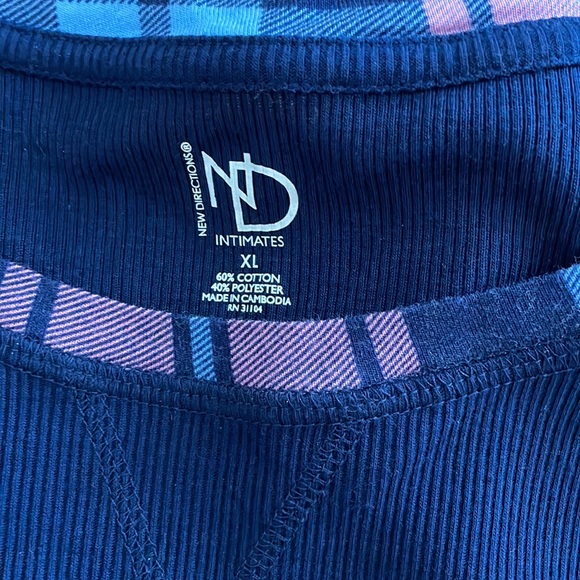 NEW DIRECTIONS®
ND
INTIMATES
XL
60% COTTON
40% POLYESTER
MADE IN CAMBODIA
RN 31104